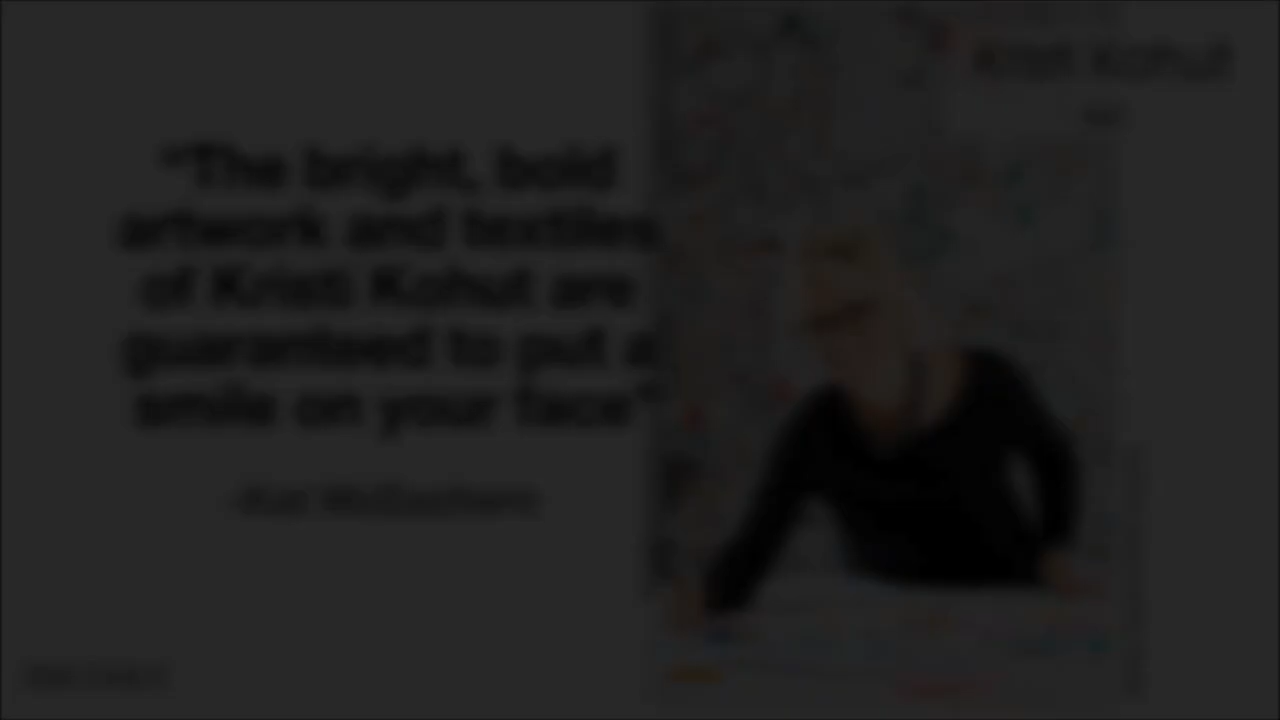 Kristi Kohut
"The bright, bold
artwork and textiles
of Kristi Kohut are
guaranteed to put a
smile on your face"